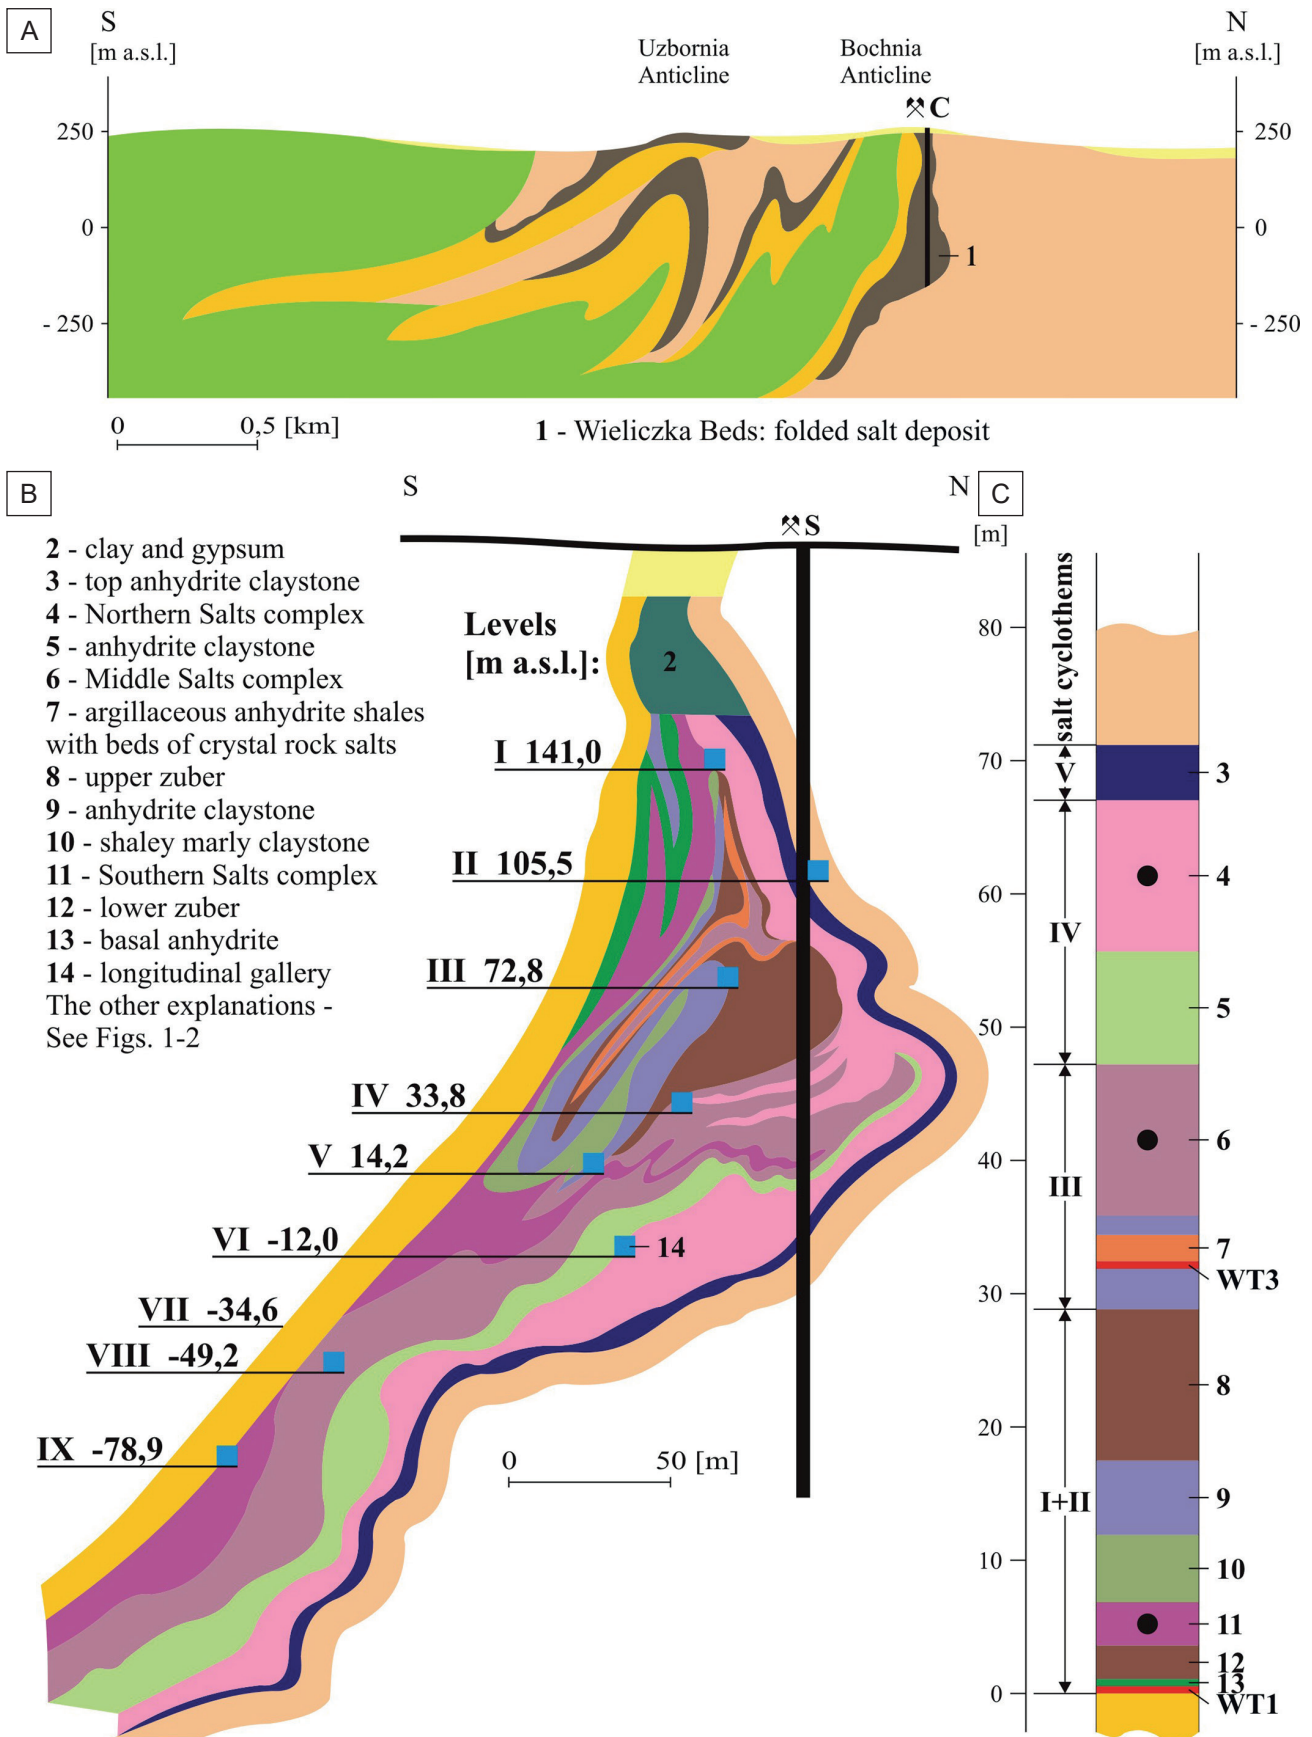 A
S
[m a.s.l.]
Uzbornia
Anticline
Bochnia
Anticline
C
N
[m a.s.l.]
250
0
- 250
250
0
- 250
1
0 0,5 [km]
1 - Wieliczka Beds: folded salt deposit
B
S
N
S
2 - clay and gypsum
3 - top anhydrite claystone
4 - Northern Salts complex
5 - anhydrite claystone
6 - Middle Salts complex
7 - argillaceous anhydrite shales
with beds of crystal rock salts
8 - upper zuber
9 - anhydrite claystone
10 - shaley marly claystone
11 - Southern Salts complex
12 - lower zuber
13 - basal anhydrite
14 - longitudinal gallery
The other explanations -
See Figs. 1-2
Levels
[m a.s.l.]:
2
I 141,0
II 105,5
III 72,8
IV 33,8
V 14,2
VI -12,0
14
VII -34,6
VIII -49,2
IX -78,9
0 50 [m]
C
[m]
salt cyclothems
80
70
60
50
40
30
20
10
0
V
IV
III
I+II
3
4
5
6
7
WT3
8
9
10
11
12
13
WT1